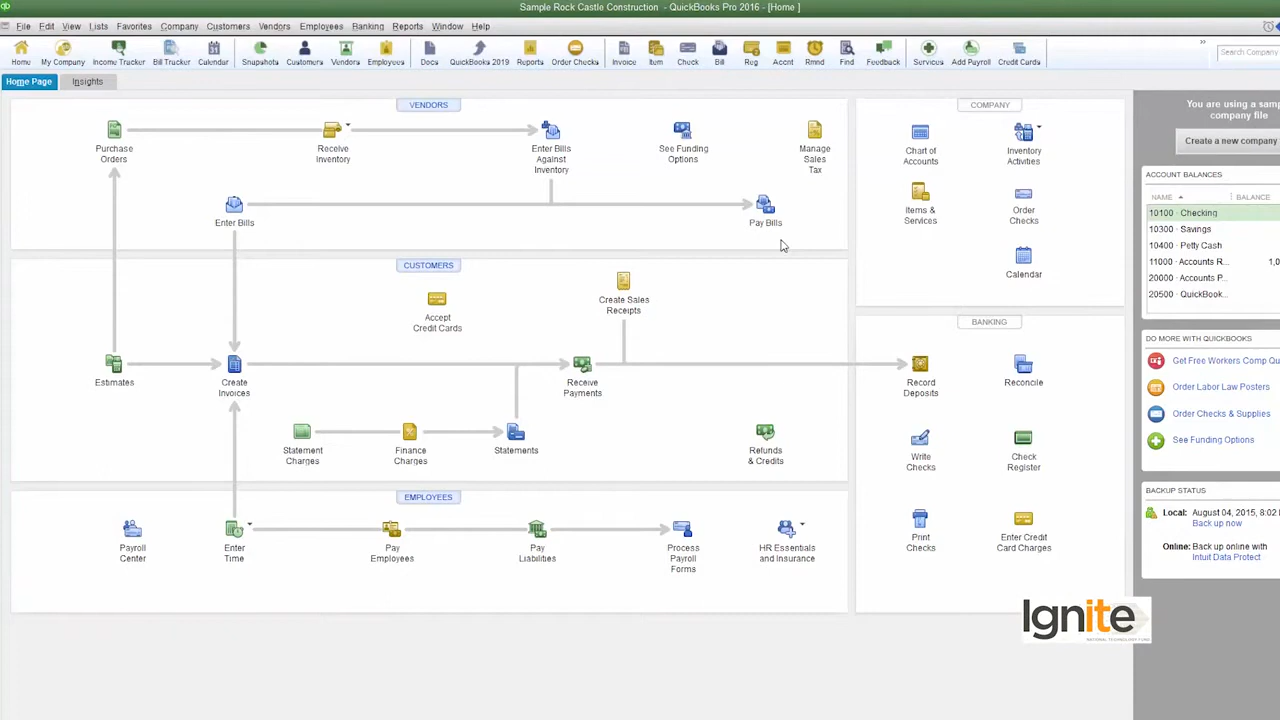 Sample Rock Castle Construction - QuickBooks Pro 2016 - [Home ]
File Edit View Lists Favorites Company Customers Vendors Employees Banking Reports Window Help
Home My Company Income Tracker Bill Tracker Calendar Snapshots Customers Vendors Employees Docs QuickBooks 2019 Reports Order Checks Invoice Item Check Bill Reg Accnt Rmnd Find Feedback Services Add Payroll Credit Cards
Search Company
Home Page Insights
VENDORS
Purchase
Orders
Receive
Inventory
Enter Bills
Against
Inventory
See Funding
Options
Manage
Sales
Tax
Enter Bills
Pay Bills
CUSTOMERS
Accept
Credit Cards
Create Sales
Receipts
Estimates
Create
Invoices
Receive
Payments
Statement
Charges
Finance
Charges
Statements
Refunds
& Credits
EMPLOYEES
Payroll
Center
Enter
Time
Pay
Employees
Pay
Liabilities
Process
Payroll
Forms
HR Essentials
and Insurance
COMPANY
Chart of
Accounts
Inventory
Activities
Items &
Services
Order
Checks
Calendar
BANKING
Record
Deposits
Reconcile
Write
Checks
Check
Register
Print
Checks
Enter Credit
Card Charges
You are using a sam
company file
Create a new company
ACCOUNT BALANCES
NAME BALANCE
10100 · Checking
10300 · Savings
10400 · Petty Cash
11000 · Accounts R... 1,0
20000 · Accounts P...
20500 · QuickBook...
DO MORE WITH QUICKBOOKS
Get Free Workers Comp Qu
Order Labor Law Posters
Order Checks & Supplies
See Funding Options
BACKUP STATUS
Local: August 04, 2015, 8:02
Back up now
Online: Back up online with
Intuit Data Protect
Ignite
NATIONAL TECHNOLOGY FUND